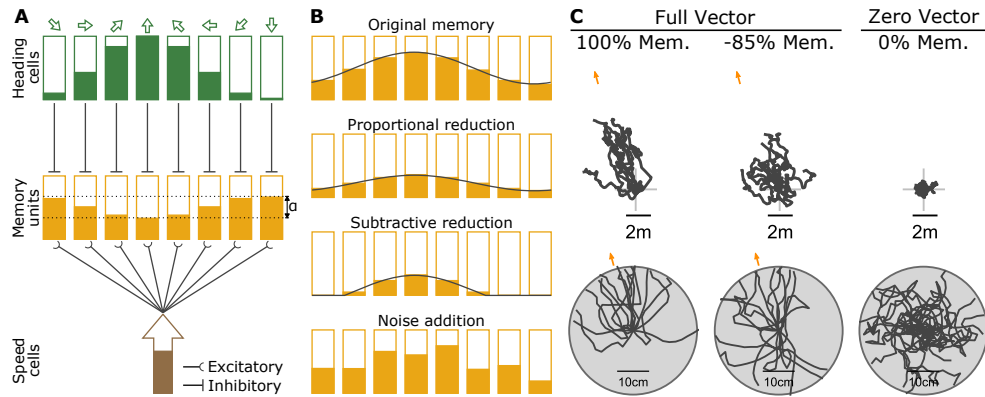 A
Heading
cells
Memory
units
α
Speed
cells
Excitatory
Inhibitory
B
Original memory
Proportional reduction
Subtractive reduction
Noise addition
C
Full Vector
Zero Vector
100% Mem.
-85% Mem.
0% Mem.
2m
2m
2m
10cm
10cm
10cm